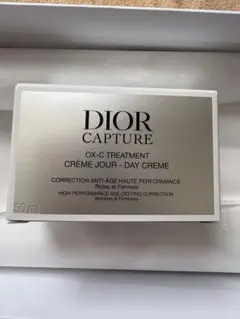 DIOR
CAPTURE
OX-C TREATMENT
CRÈME JOUR - DAY CREME
CORRECTION ANTI-ÂGE HAUTE PERFORMANCE
Rides et Fermeté
HIGH PERFORMANCE AGE-DEFYING CORRECTION
Wrinkles & Firmness
50 ml